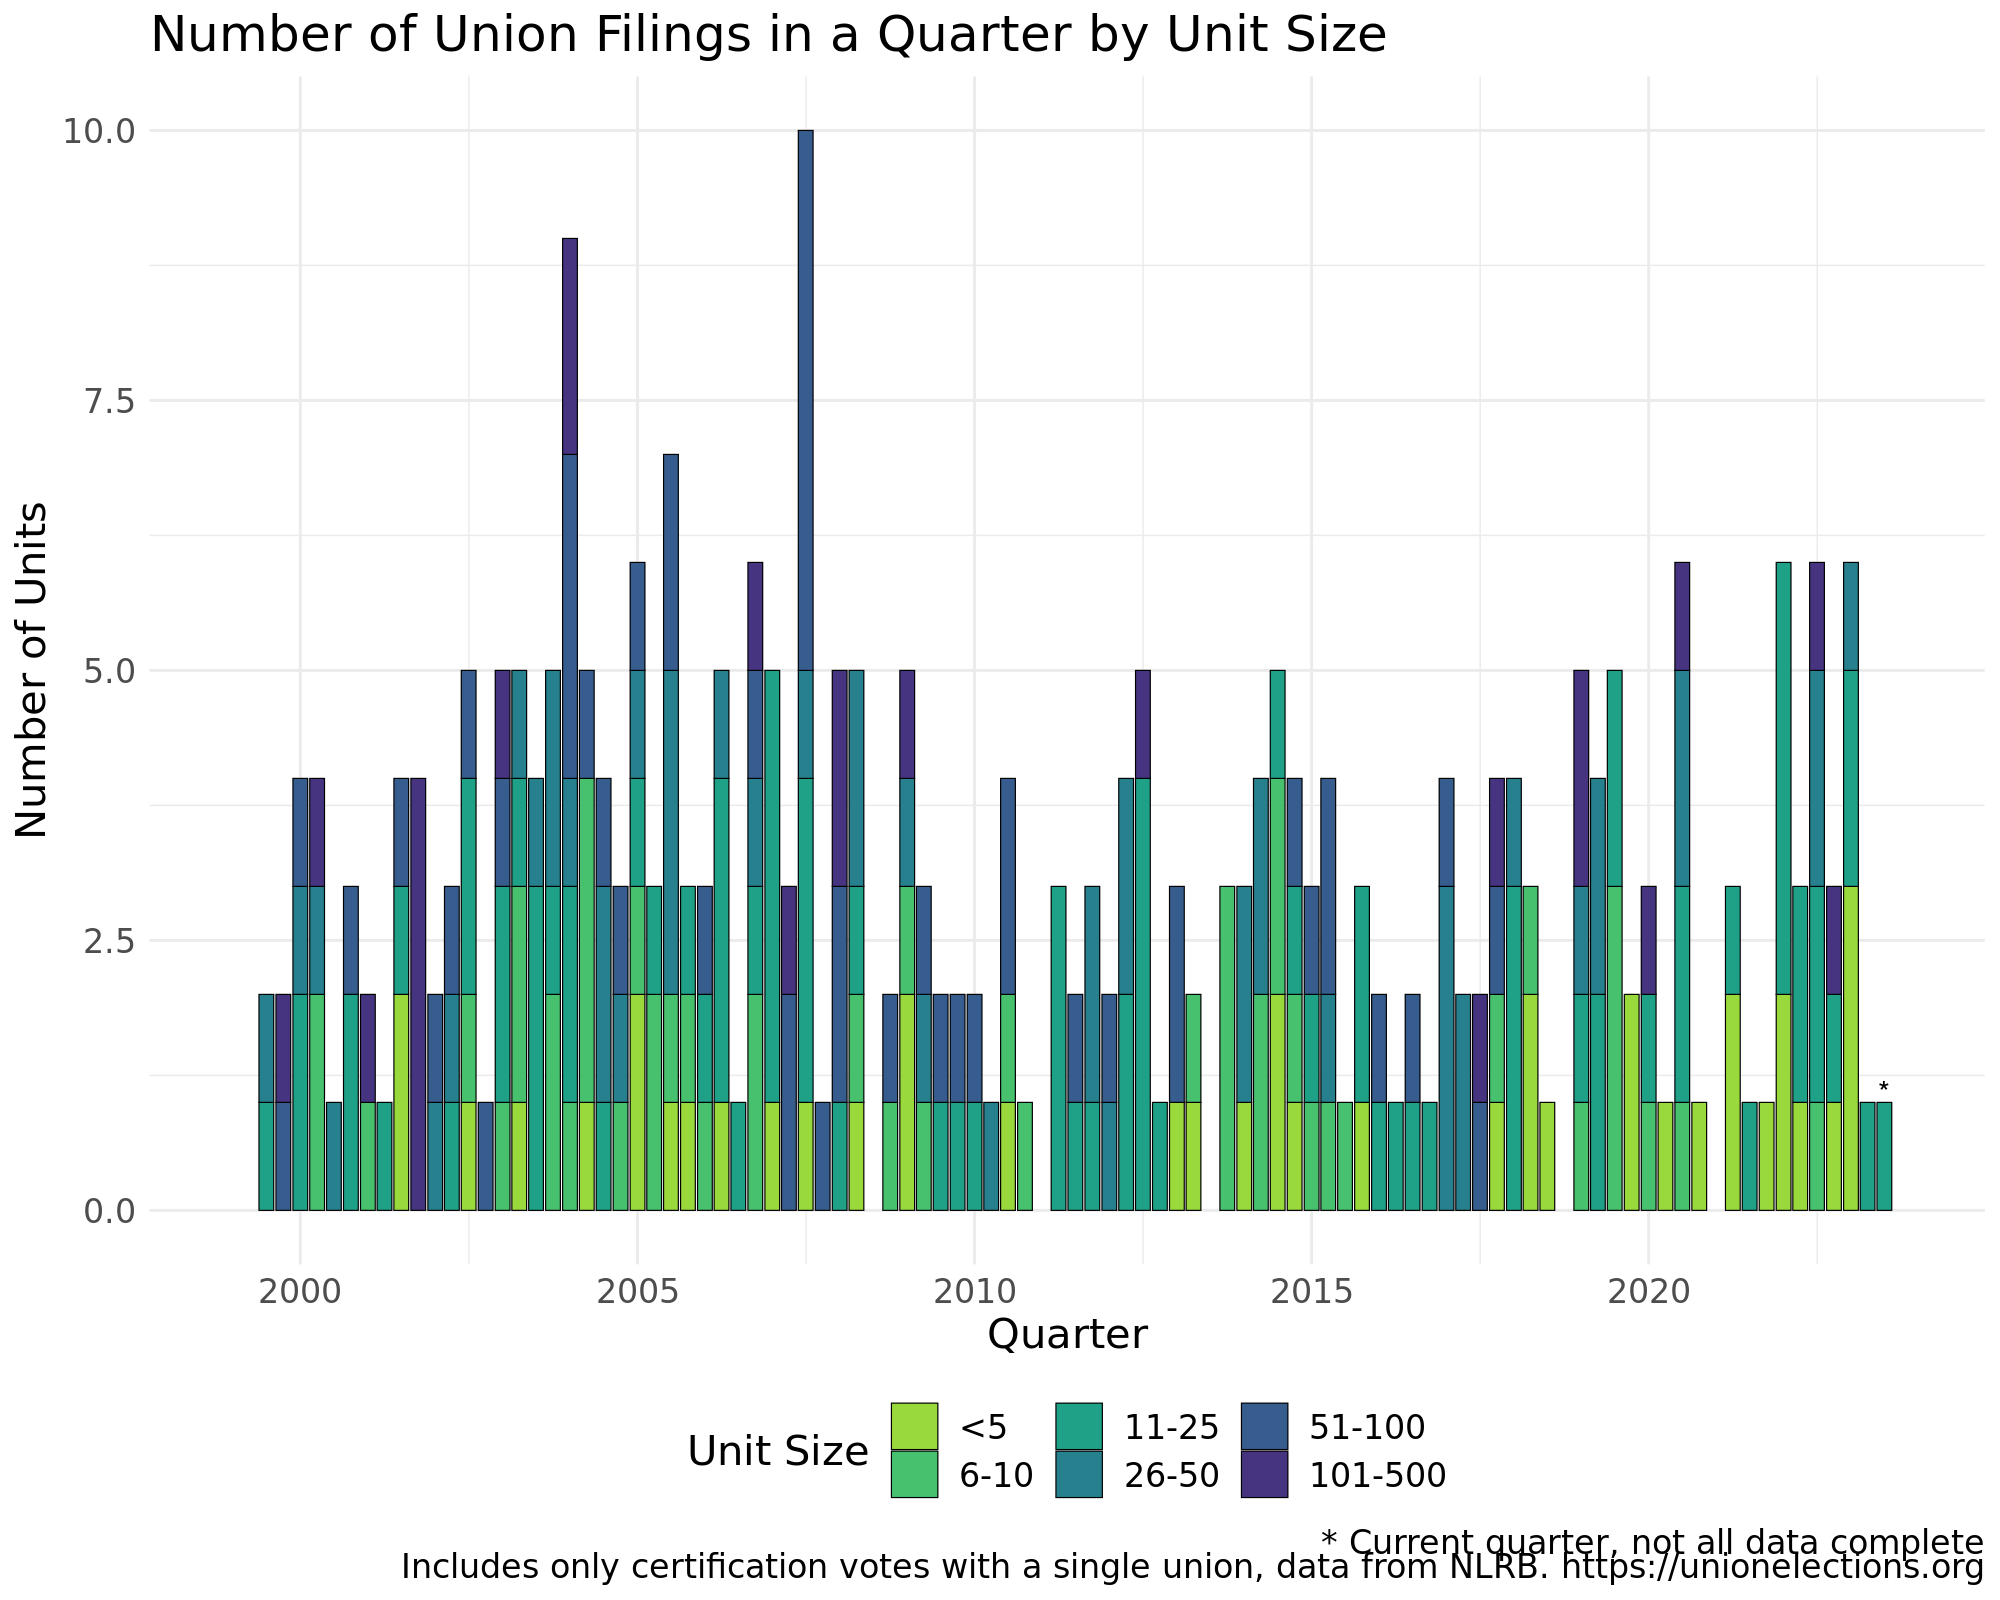 Number of Union Filings in a Quarter by Unit Size
Number of Units
10.0
7.5
5.0
2.5
0.0
*
2000 2005 2010 2015 2020
Quarter
Unit Size
<5 11-25 51-100
6-10 26-50 101-500
* Current quarter, not all data complete
Includes only certification votes with a single union, data from NLRB. https://unionelections.org